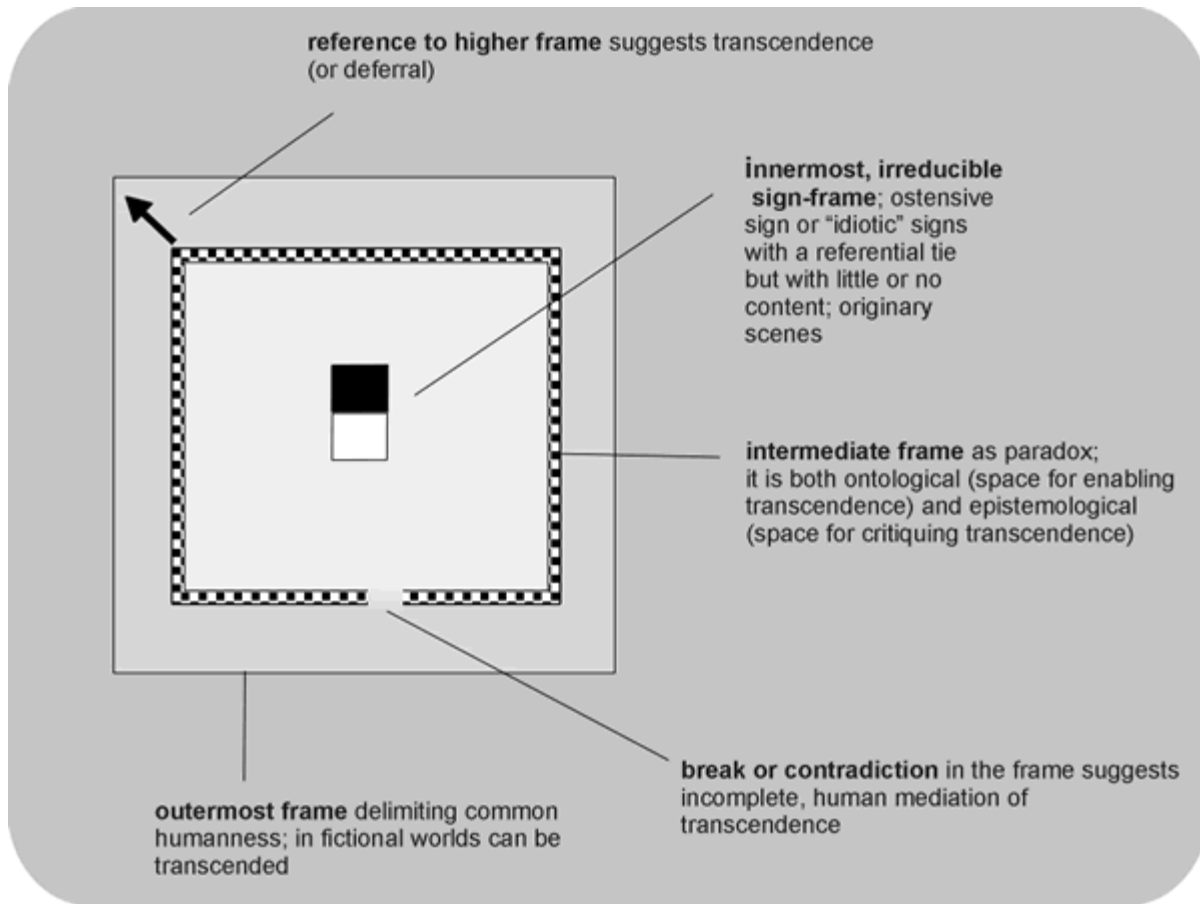 reference to higher frame suggests transcendence
(or deferral)
innermost, irreducible
sign-frame; ostensive
sign or “idiotic” signs
with a referential tie
but with little or no
content; originary
scenes
intermediate frame as paradox;
it is both ontological (space for enabling
transcendence) and epistemological
(space for critiquing transcendence)
break or contradiction in the frame suggests
incomplete, human mediation of
transcendence
outermost frame delimiting common
humanness; in fictional worlds can be
transcended